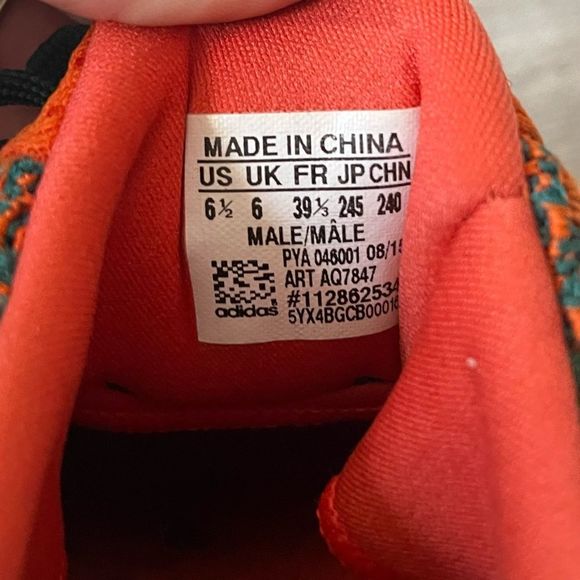 MADE IN CHINA
US UK FR JP CHN
6½ 6 39⅓ 245 240
MALE/MÂLE
PYA 046001 08/15
ART AQ7847
#112862534
adidas 5YX4BGCB00016